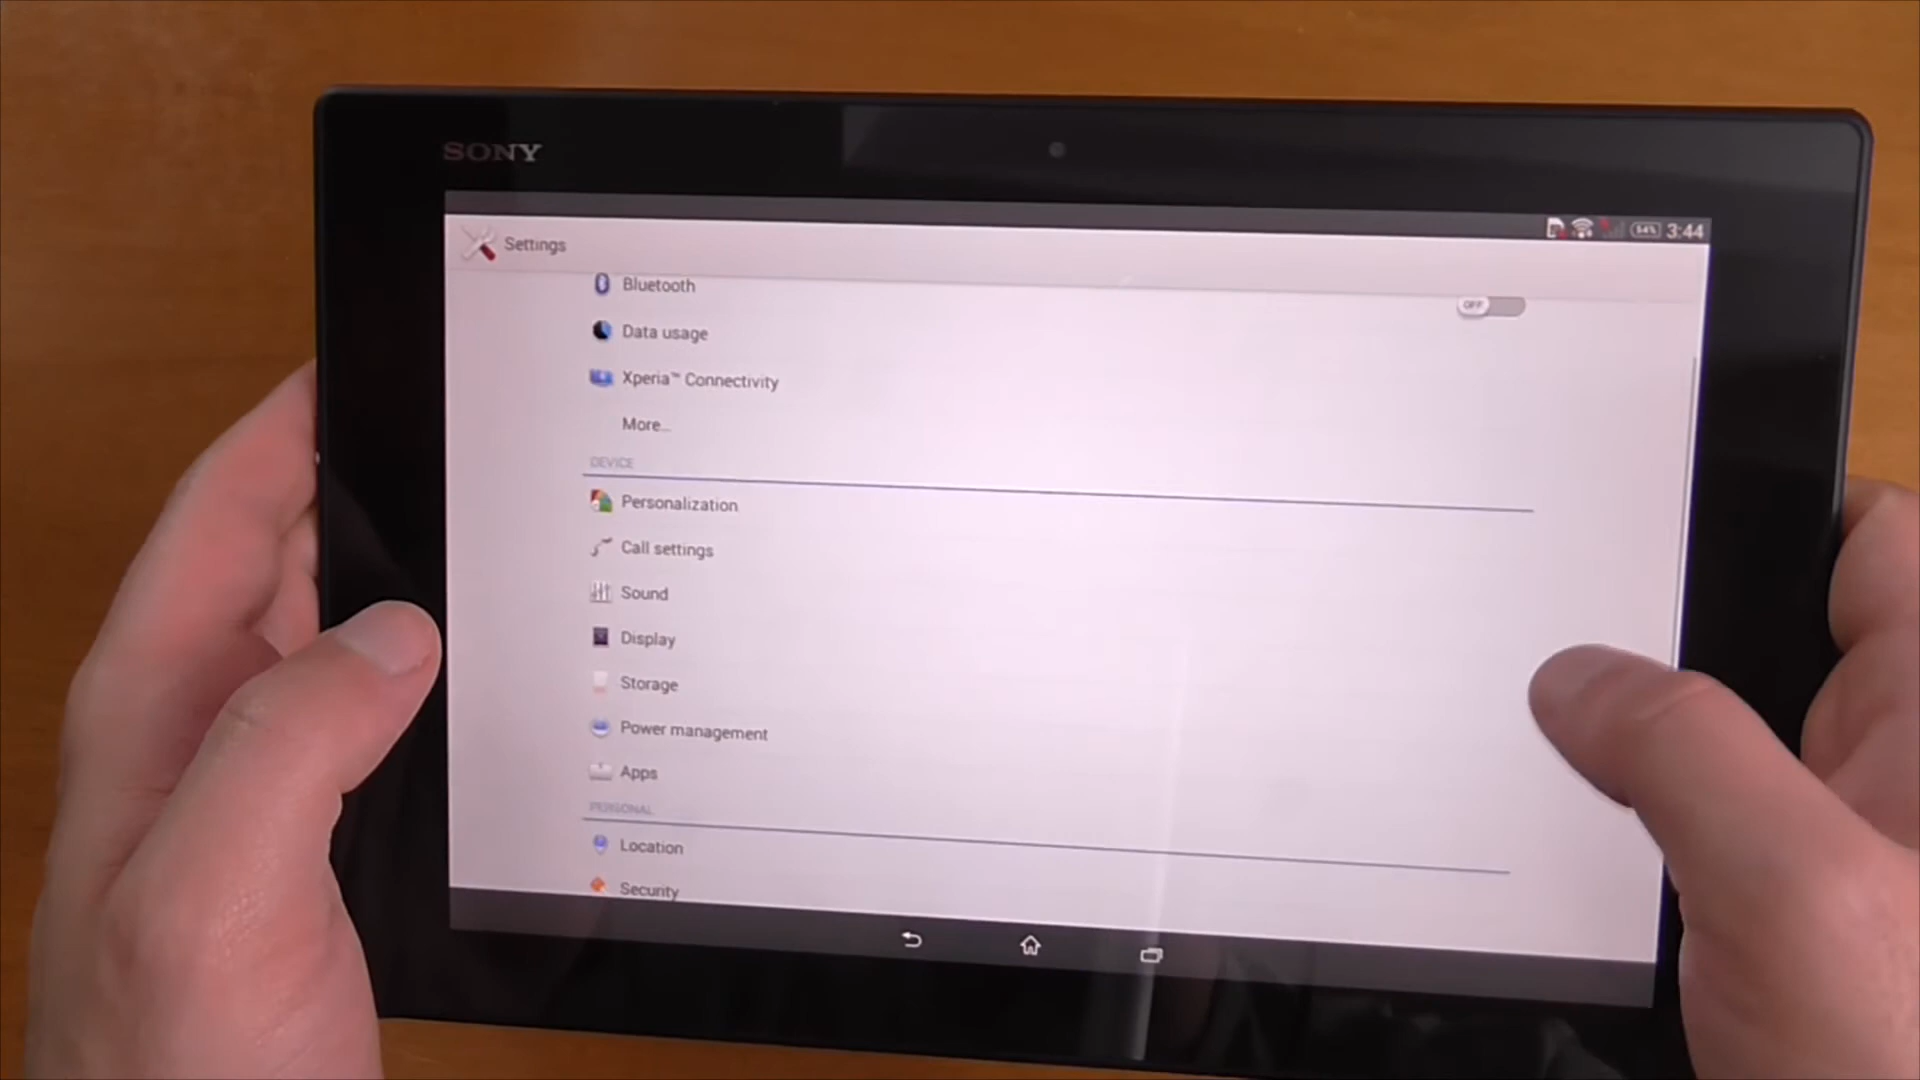 SONY
54% 3:44
Settings
Bluetooth
OFF
Data usage
Xperia™ Connectivity
More...
DEVICE
Personalization
Call settings
Sound
Display
Storage
Power management
Apps
PERSONAL
Location
Security